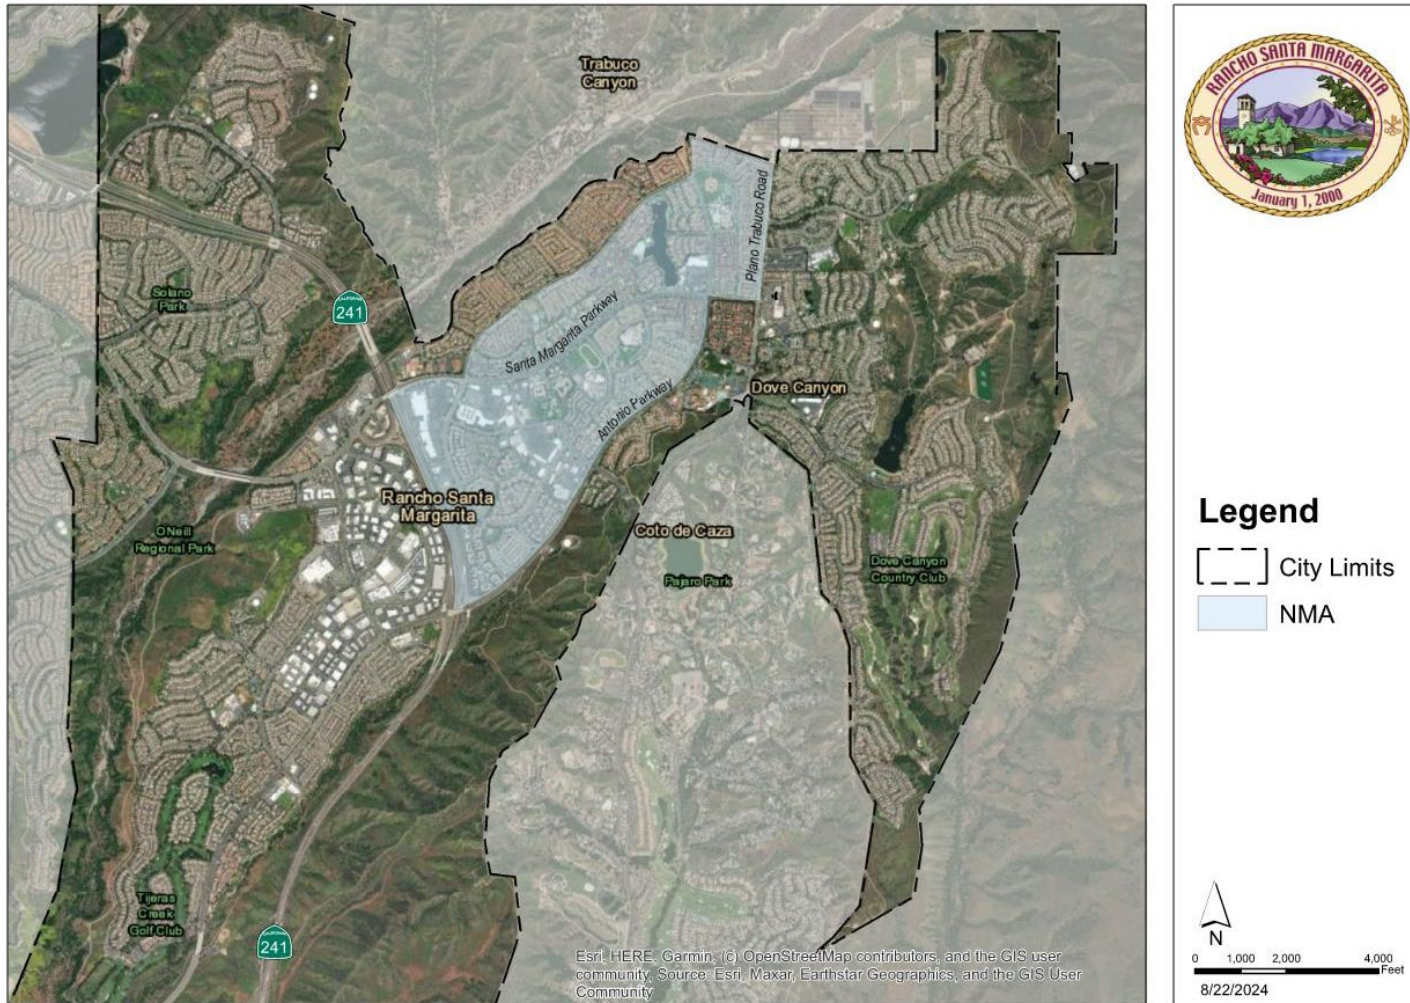 Trabuco
Canyon
Solano
Park
CALIFORNIA
241
Plano Trabuco Road
Santa Margarita Parkway
Antonio Parkway
Dove Canyon
Rancho Santa
Margarita
ONeill
Regional Park
Coto de Caza
Pajaro Park
Dove Canyon
Country Club
Tijeras
Creek
Golf Club
CALIFORNIA
241
Esri, HERE, Garmin, (c) OpenStreetMap contributors, and the GIS user
community, Source: Esri, Maxar, Earthstar Geographics, and the GIS User
Community
RANCHO SANTA MARGARITA
January 1, 2000
Legend
City Limits
NMA
N
0 1,000 2,000 4,000
Feet
8/22/2024